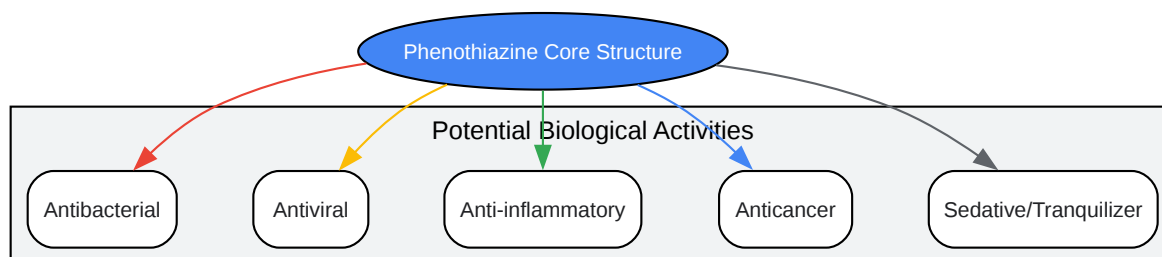 Phenothiazine Core Structure
Potential Biological Activities
Antibacterial
Antiviral
Anti-inflammatory
Anticancer
Sedative/Tranquilizer